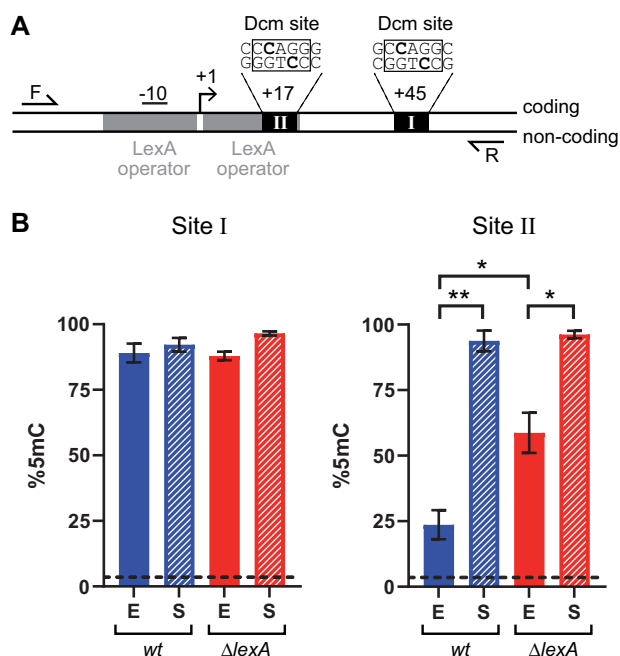 A
Dcm site
Dcm site
CCCAGGG
GGGTCCC
GCCAGGC
CGGTCCG
F
-10
+1
+17
+45
coding
II
I
non-coding
LexA
operator
LexA
operator
R
B
Site I
Site II
*
**
*
%5mC
100
75
50
25
0
E
S
E
S
wt
ΔlexA
%5mC
100
75
50
25
0
E
S
E
S
wt
ΔlexA